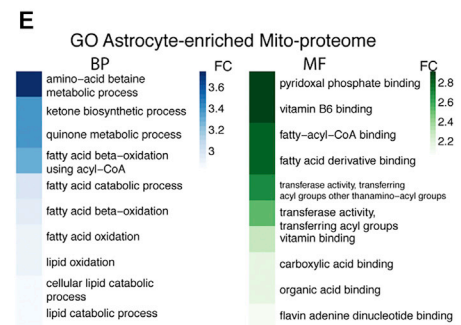 E
GO Astrocyte-enriched Mito-proteome
BP
FC
amino-acid betaine
metabolic process
ketone biosynthetic process
quinone metabolic process
fatty acid beta-oxidation
using acyl-CoA
fatty acid catabolic process
fatty acid beta-oxidation
fatty acid oxidation
lipid oxidation
cellular lipid catabolic
process
lipid catabolic process
3.6
3.4
3.2
3
MF
FC
pyridoxal phosphate binding
vitamin B6 binding
fatty-acyl-CoA binding
fatty acid derivative binding
transferase activity, transferring
acyl groups other thanamino-acyl groups
transferase activity,
transferring acyl groups
vitamin binding
carboxylic acid binding
organic acid binding
flavin adenine dinucleotide binding
2.8
2.6
2.4
2.2